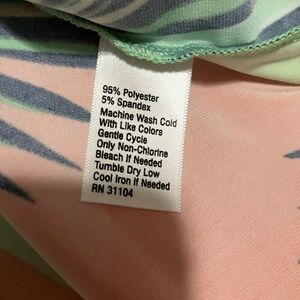 95% Polyester
5% Spandex
Machine Wash Cold
With Like Colors
Gentle Cycle
Only Non-Chlorine
Bleach If Needed
Tumble Dry Low
Cool Iron If Needed
RN 31104